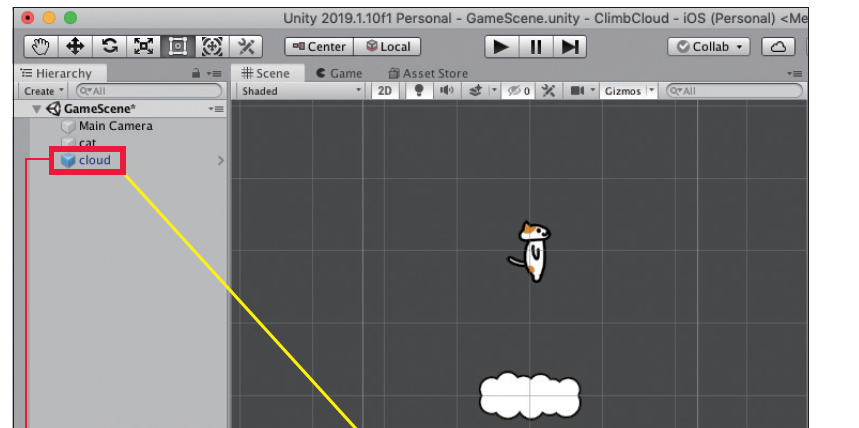 Unity 2019.1.10f1 Personal - GameScene.unity - ClimbCloud - iOS (Personal) <Me
Center Local Collab
Hierarchy Scene Game Asset Store
Create All Shaded 2D 0 Gizmos All
GameScene*
Main Camera
cat
cloud